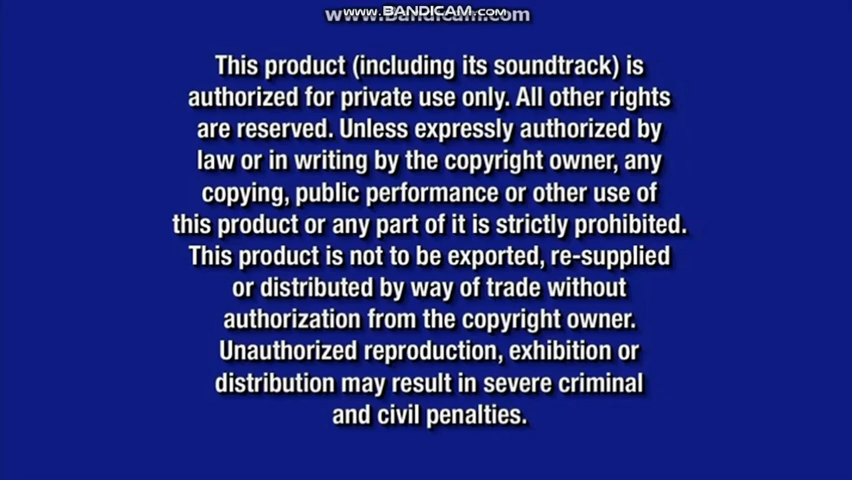 www.BANDICAM.com
www.Bandicam.com
This product (including its soundtrack) is
authorized for private use only. All other rights
are reserved. Unless expressly authorized by
law or in writing by the copyright owner, any
copying, public performance or other use of
this product or any part of it is strictly prohibited.
This product is not to be exported, re-supplied
or distributed by way of trade without
authorization from the copyright owner.
Unauthorized reproduction, exhibition or
distribution may result in severe criminal
and civil penalties.